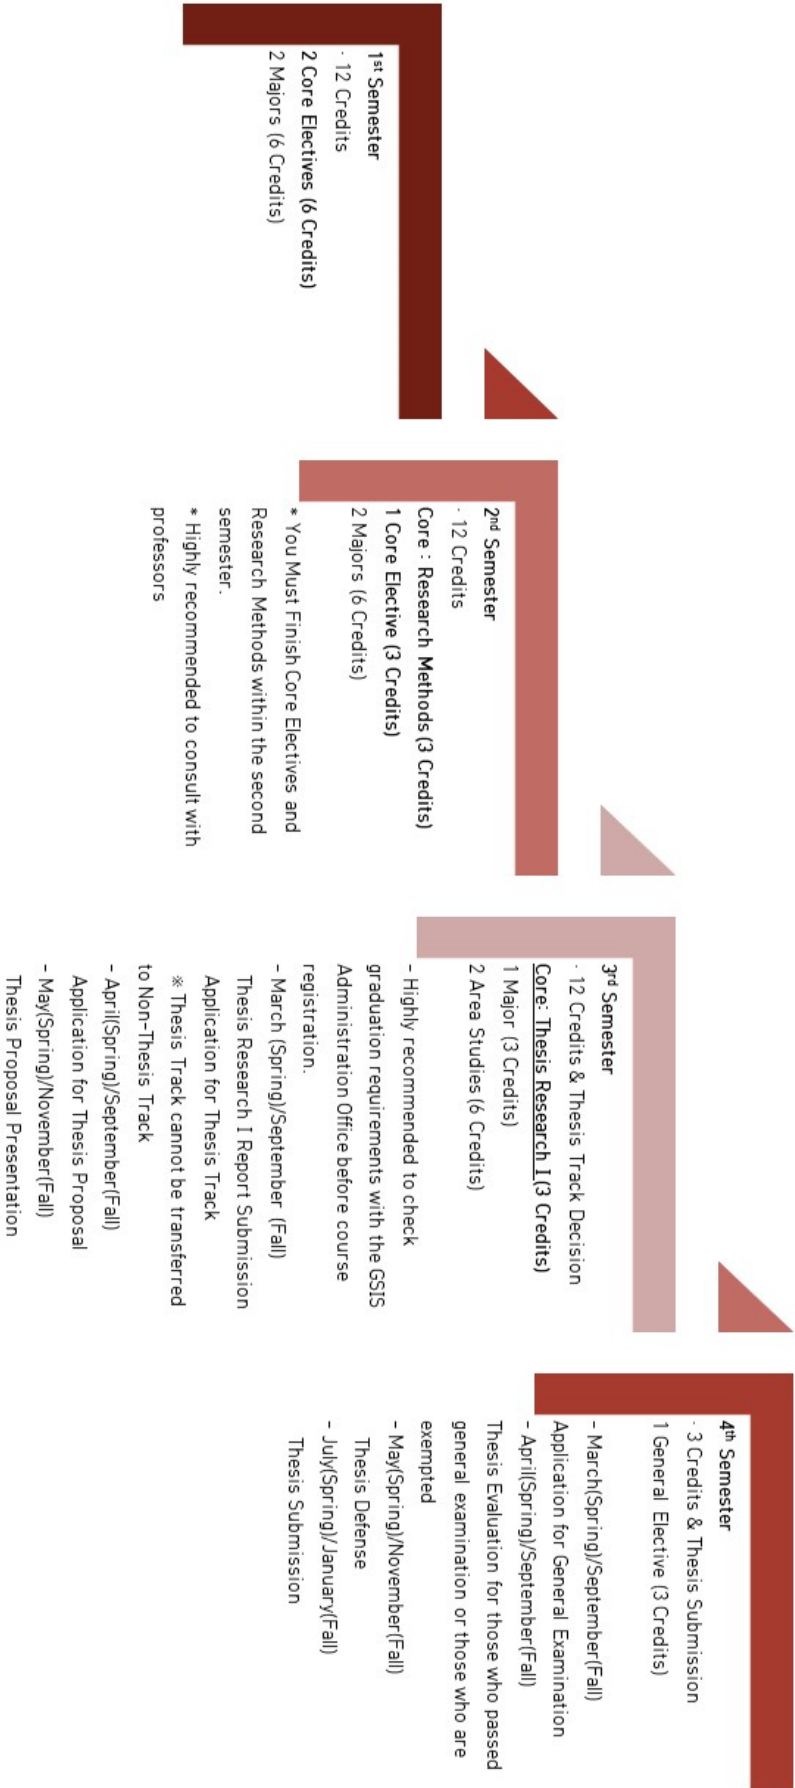 1st Semester
· 12 Credits
2 Core Electives (6 Credits)
2 Majors (6 Credits)
2nd Semester
· 12 Credits
Core : Research Methods (3 Credits)
1 Core Elective (3 Credits)
2 Majors (6 Credits)
* You Must Finish Core Electives and
Research Methods within the second
semester.
* Highly recommended to consult with
professors
3rd Semester
· 12 Credits & Thesis Track Decision
Core: Thesis Research I (3 Credits)
1 Major (3 Credits)
2 Area Studies (6 Credits)
- Highly recommended to check
graduation requirements with the GSIS
Administration Office before course
registration.
- March (Spring)/September (Fall)
Thesis Research I Report Submission
Application for Thesis Track
※ Thesis Track cannot be transferred
to Non-Thesis Track
- April(Spring)/September(Fall)
Application for Thesis Proposal
- May(Spring)/November(Fall)
Thesis Proposal Presentation
4th Semester
· 3 Credits & Thesis Submission
1 General Elective (3 Credits)
- March(Spring)/September(Fall)
Application for General Examination
- April(Spring)/September(Fall)
Thesis Evaluation for those who passed
general examination or those who are
exempted
- May(Spring)/November(Fall)
Thesis Defense
- July(Spring)/January(Fall)
Thesis Submission